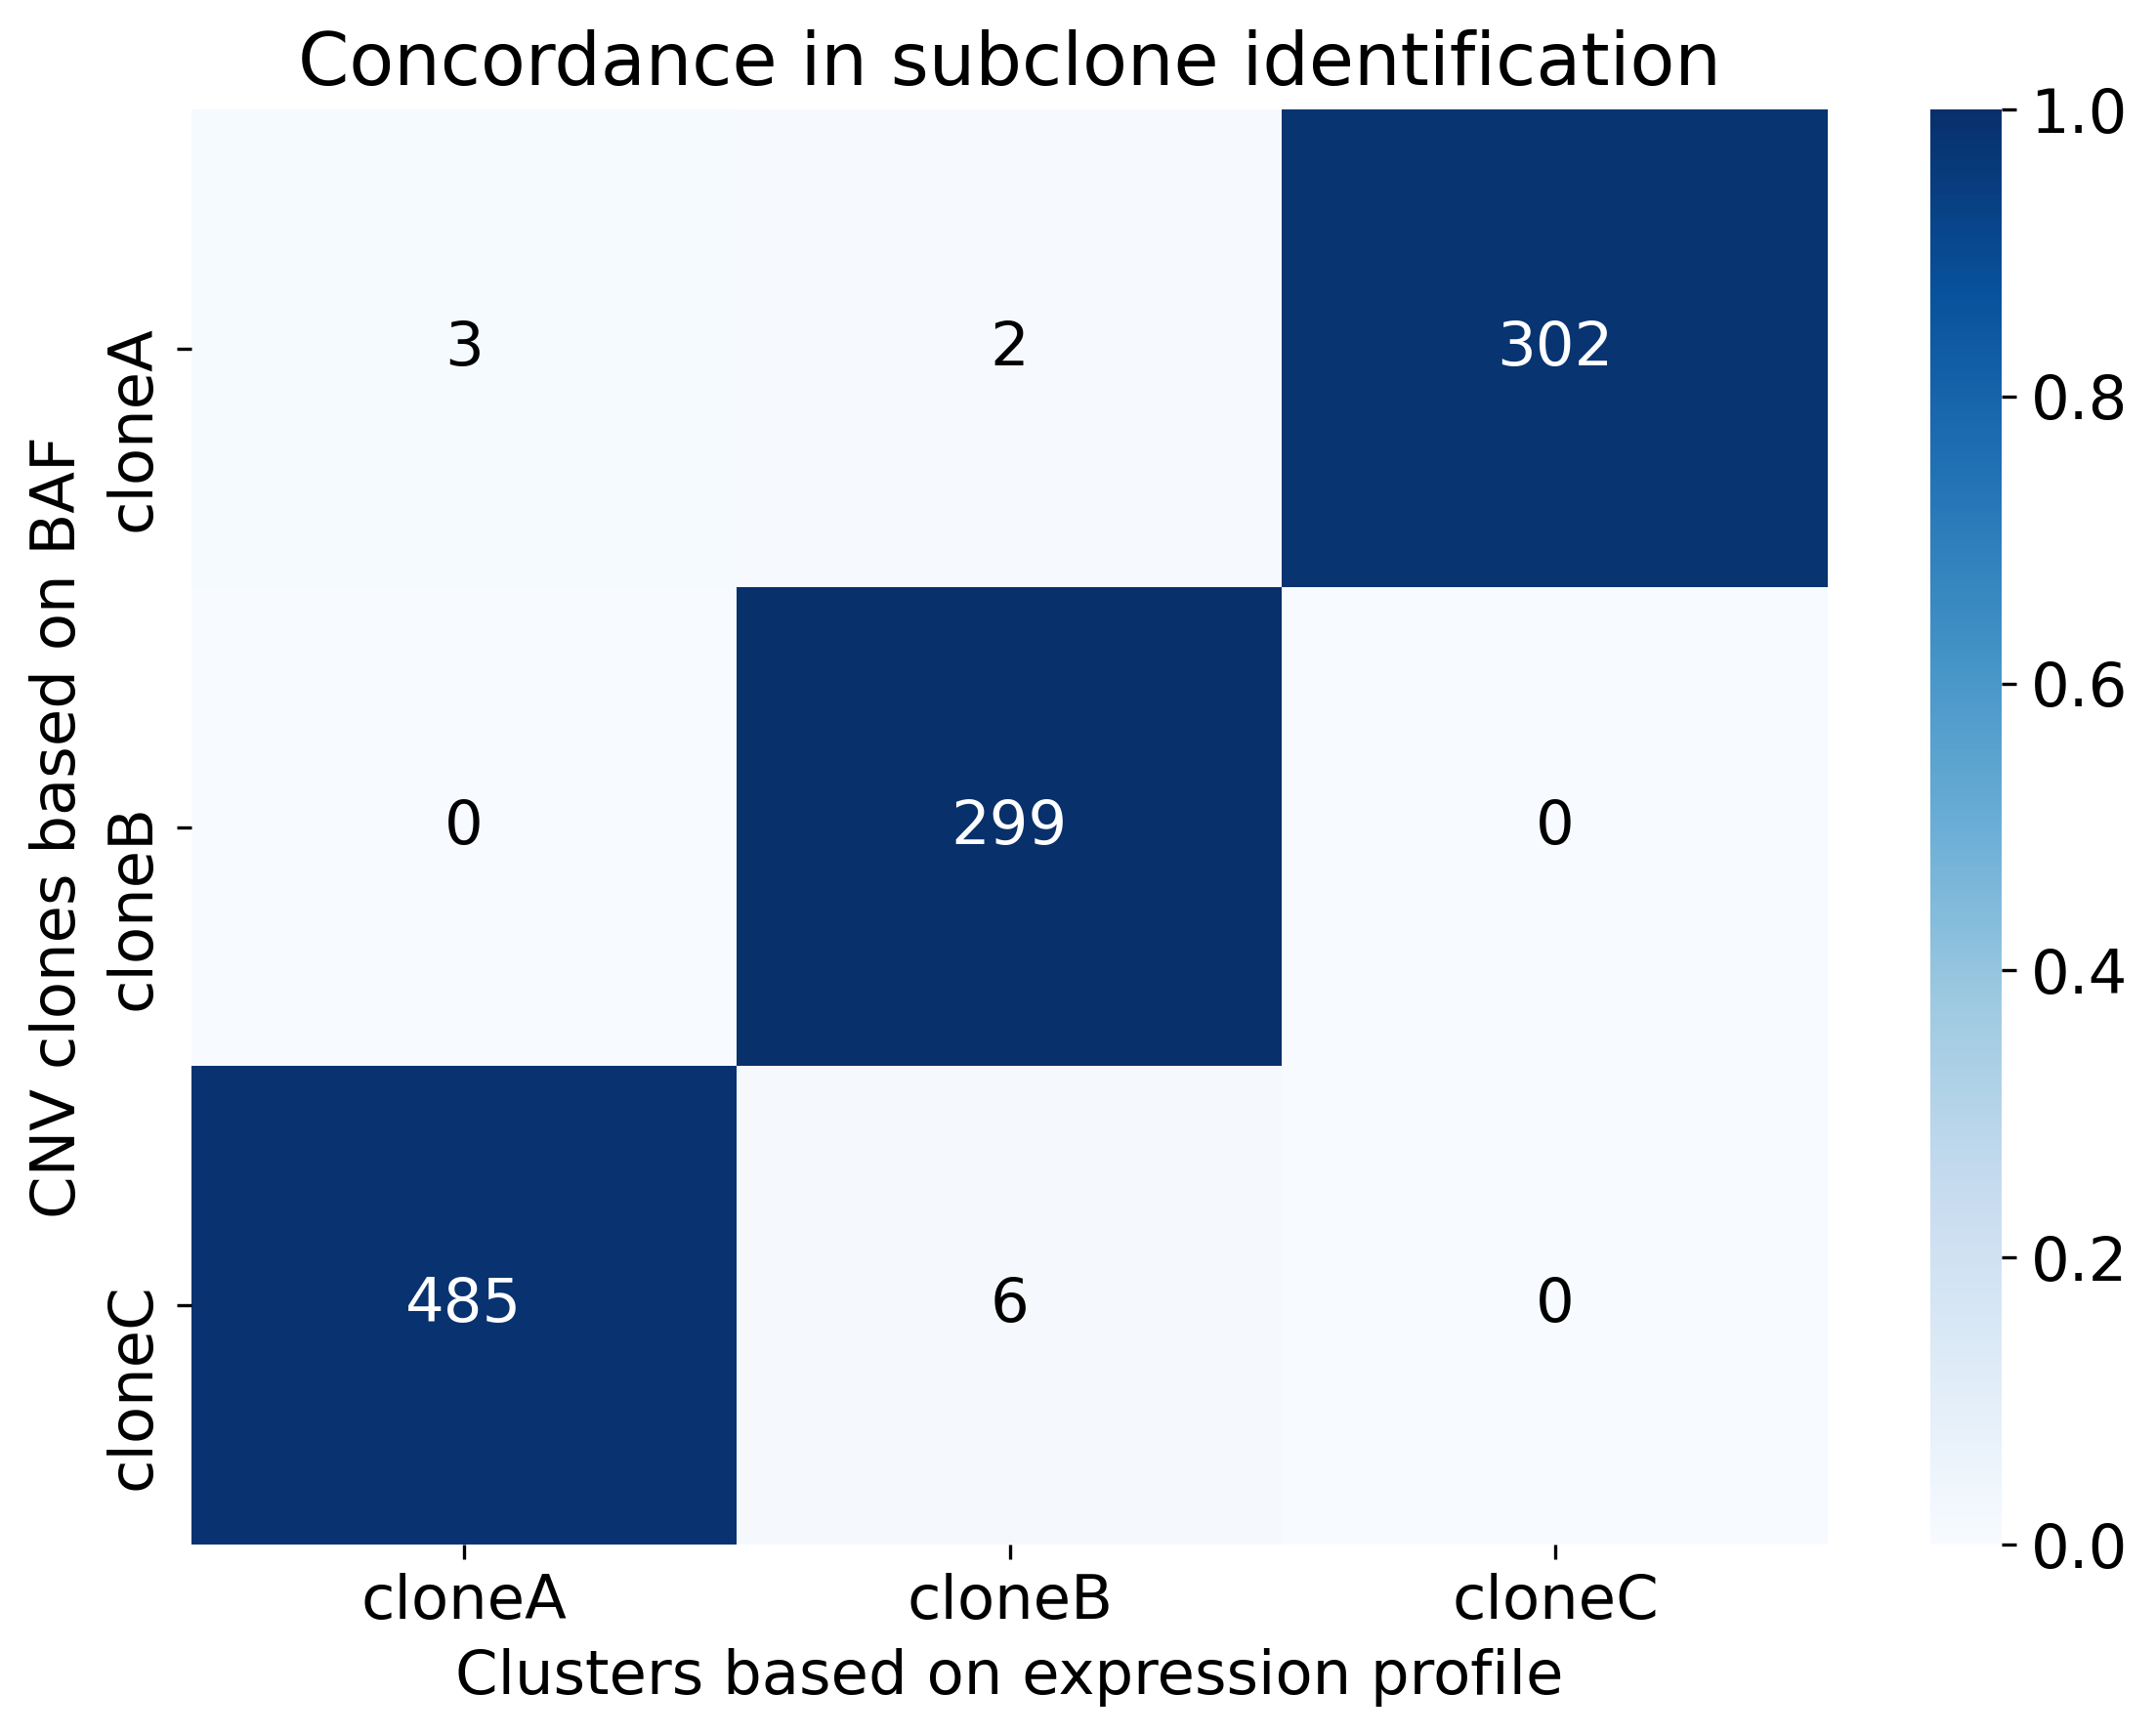 Concordance in subclone identification
CNV clones based on BAF
cloneA
cloneB
cloneC
3 2 302
0 299 0
485 6 0
cloneA cloneB cloneC
Clusters based on expression profile
1.0
0.8
0.6
0.4
0.2
0.0